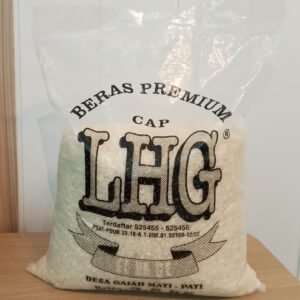 BERAS PREMIUM
CAP
LHG®
Terdaftar 525455 - 525456
DESA GAJAH MATI - PATI